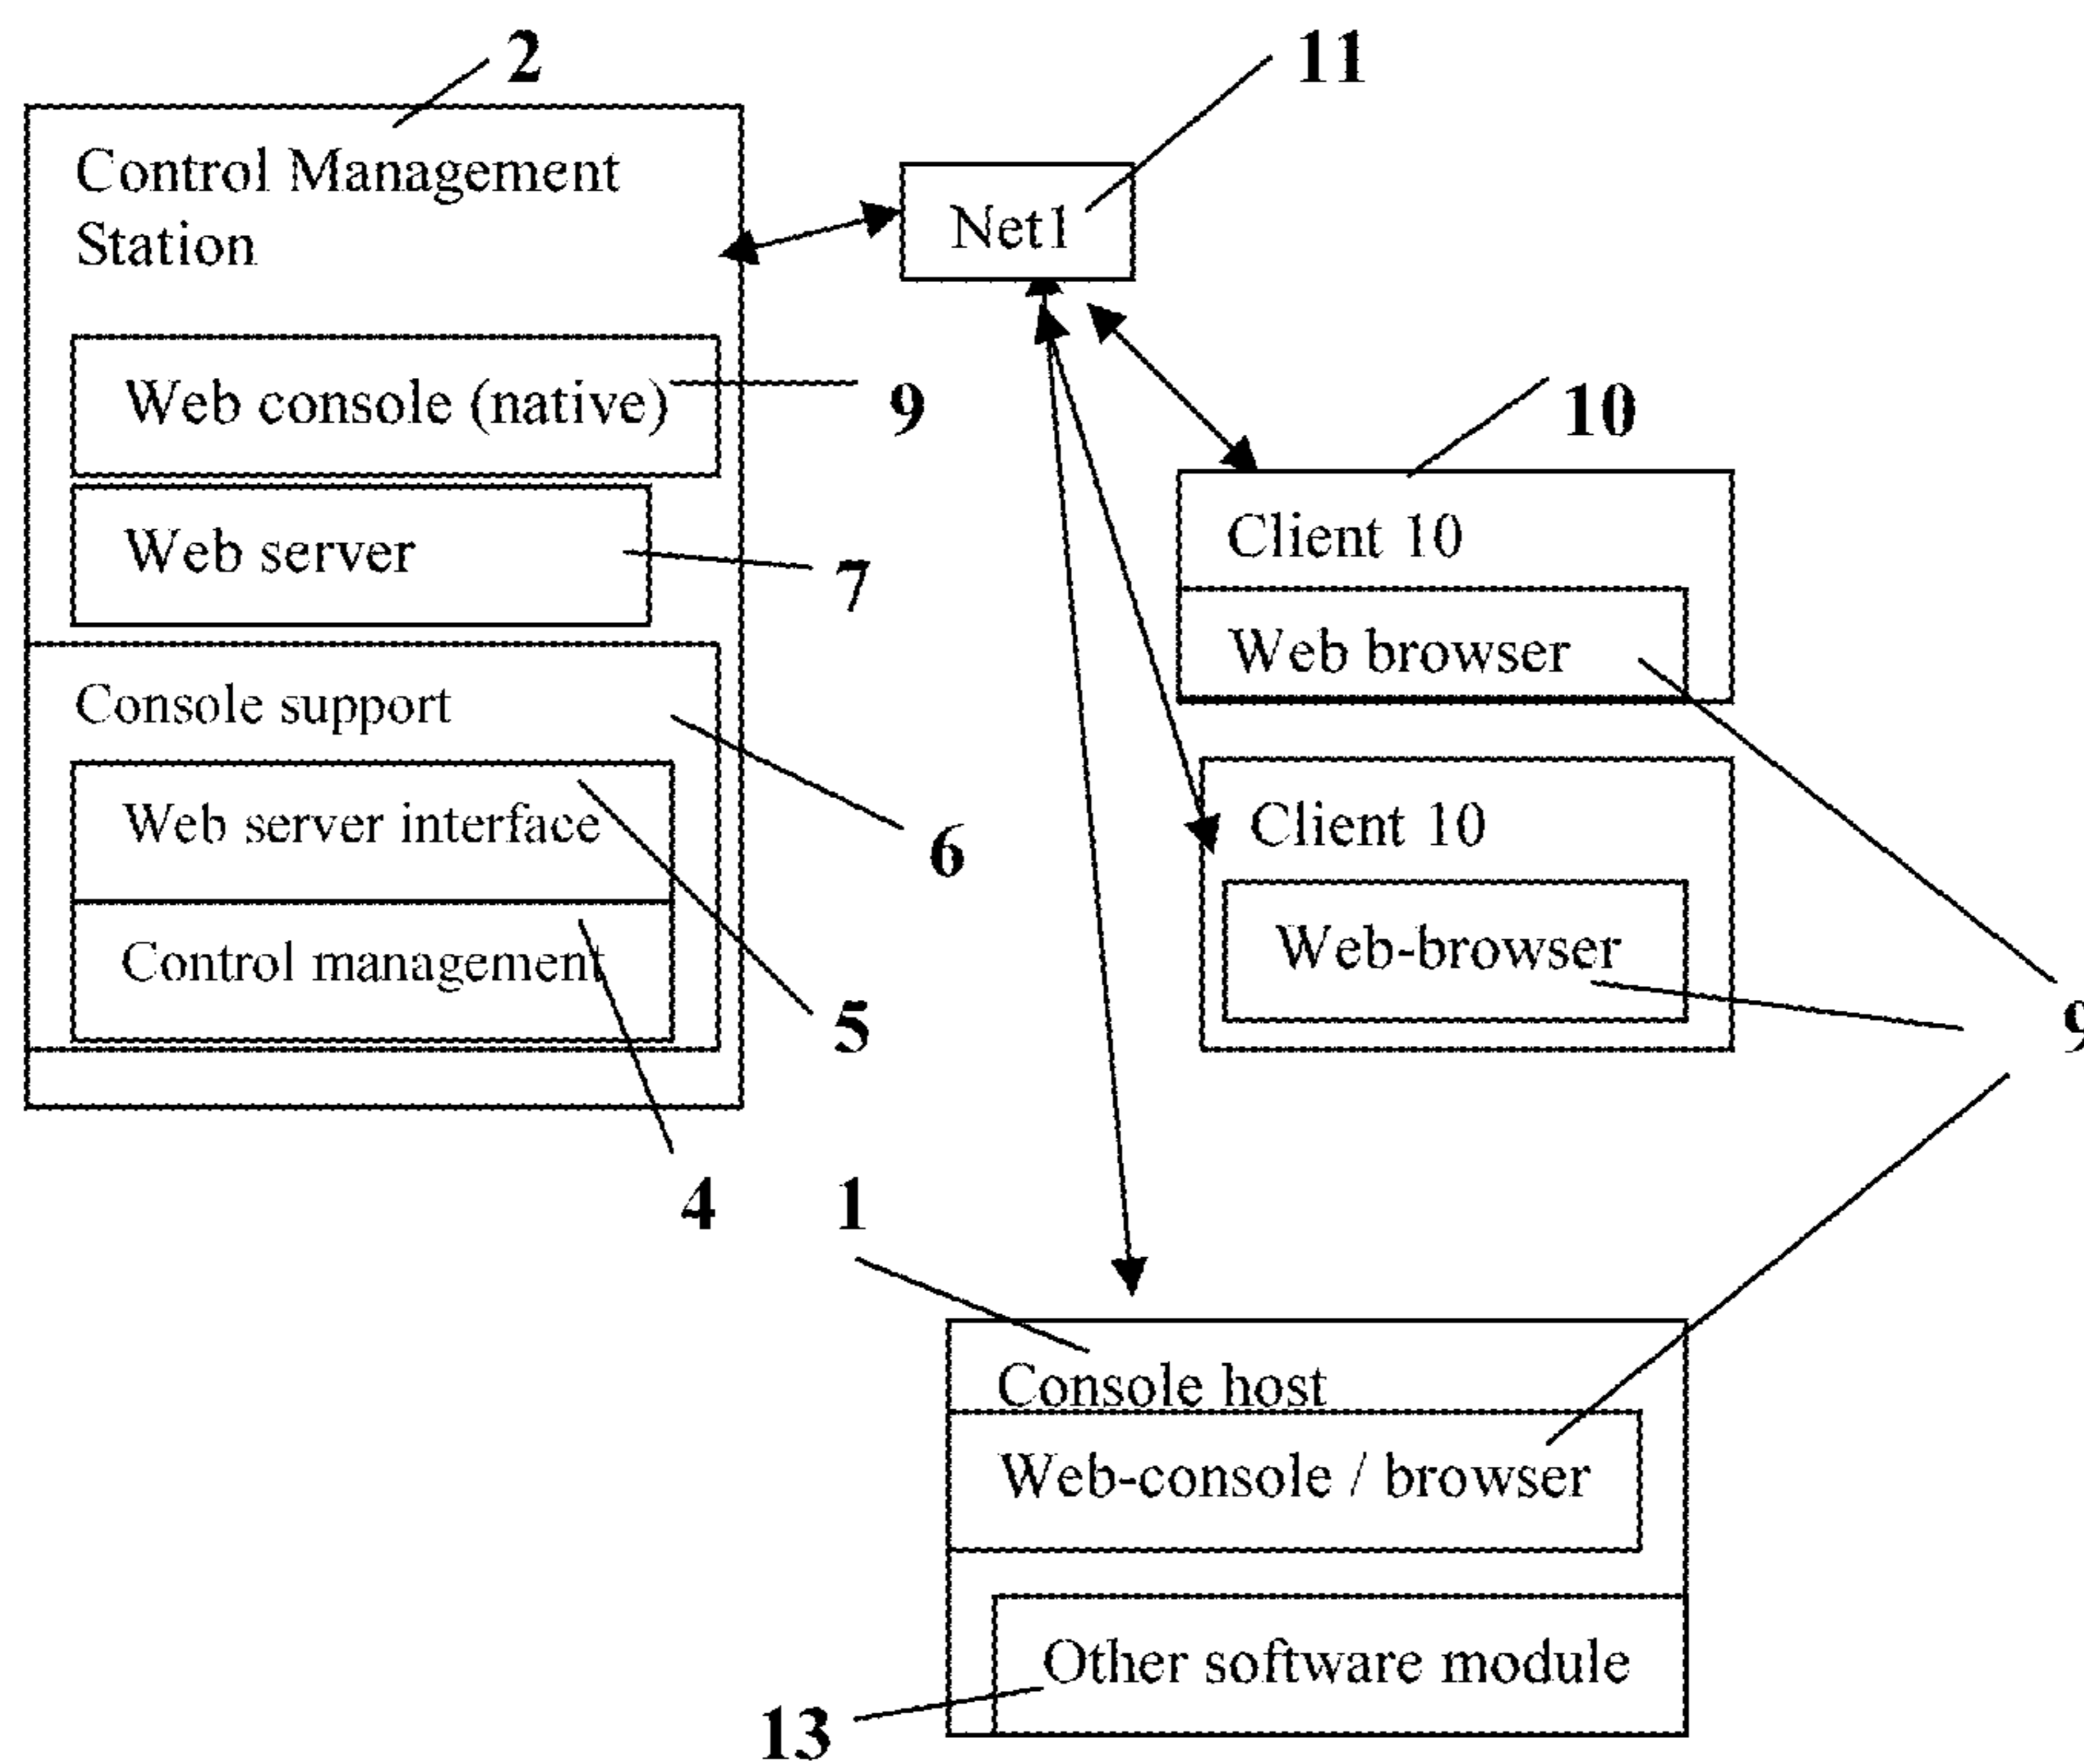 2
11
Control Management
Station
Net1
Web console (native)
9
10
Web server
7
Client 10
Web browser
Console support
6
Web server interface
Client 10
Web-browser
Control management
5
9
4
1
Console host
Web-console / browser
Other software module
13